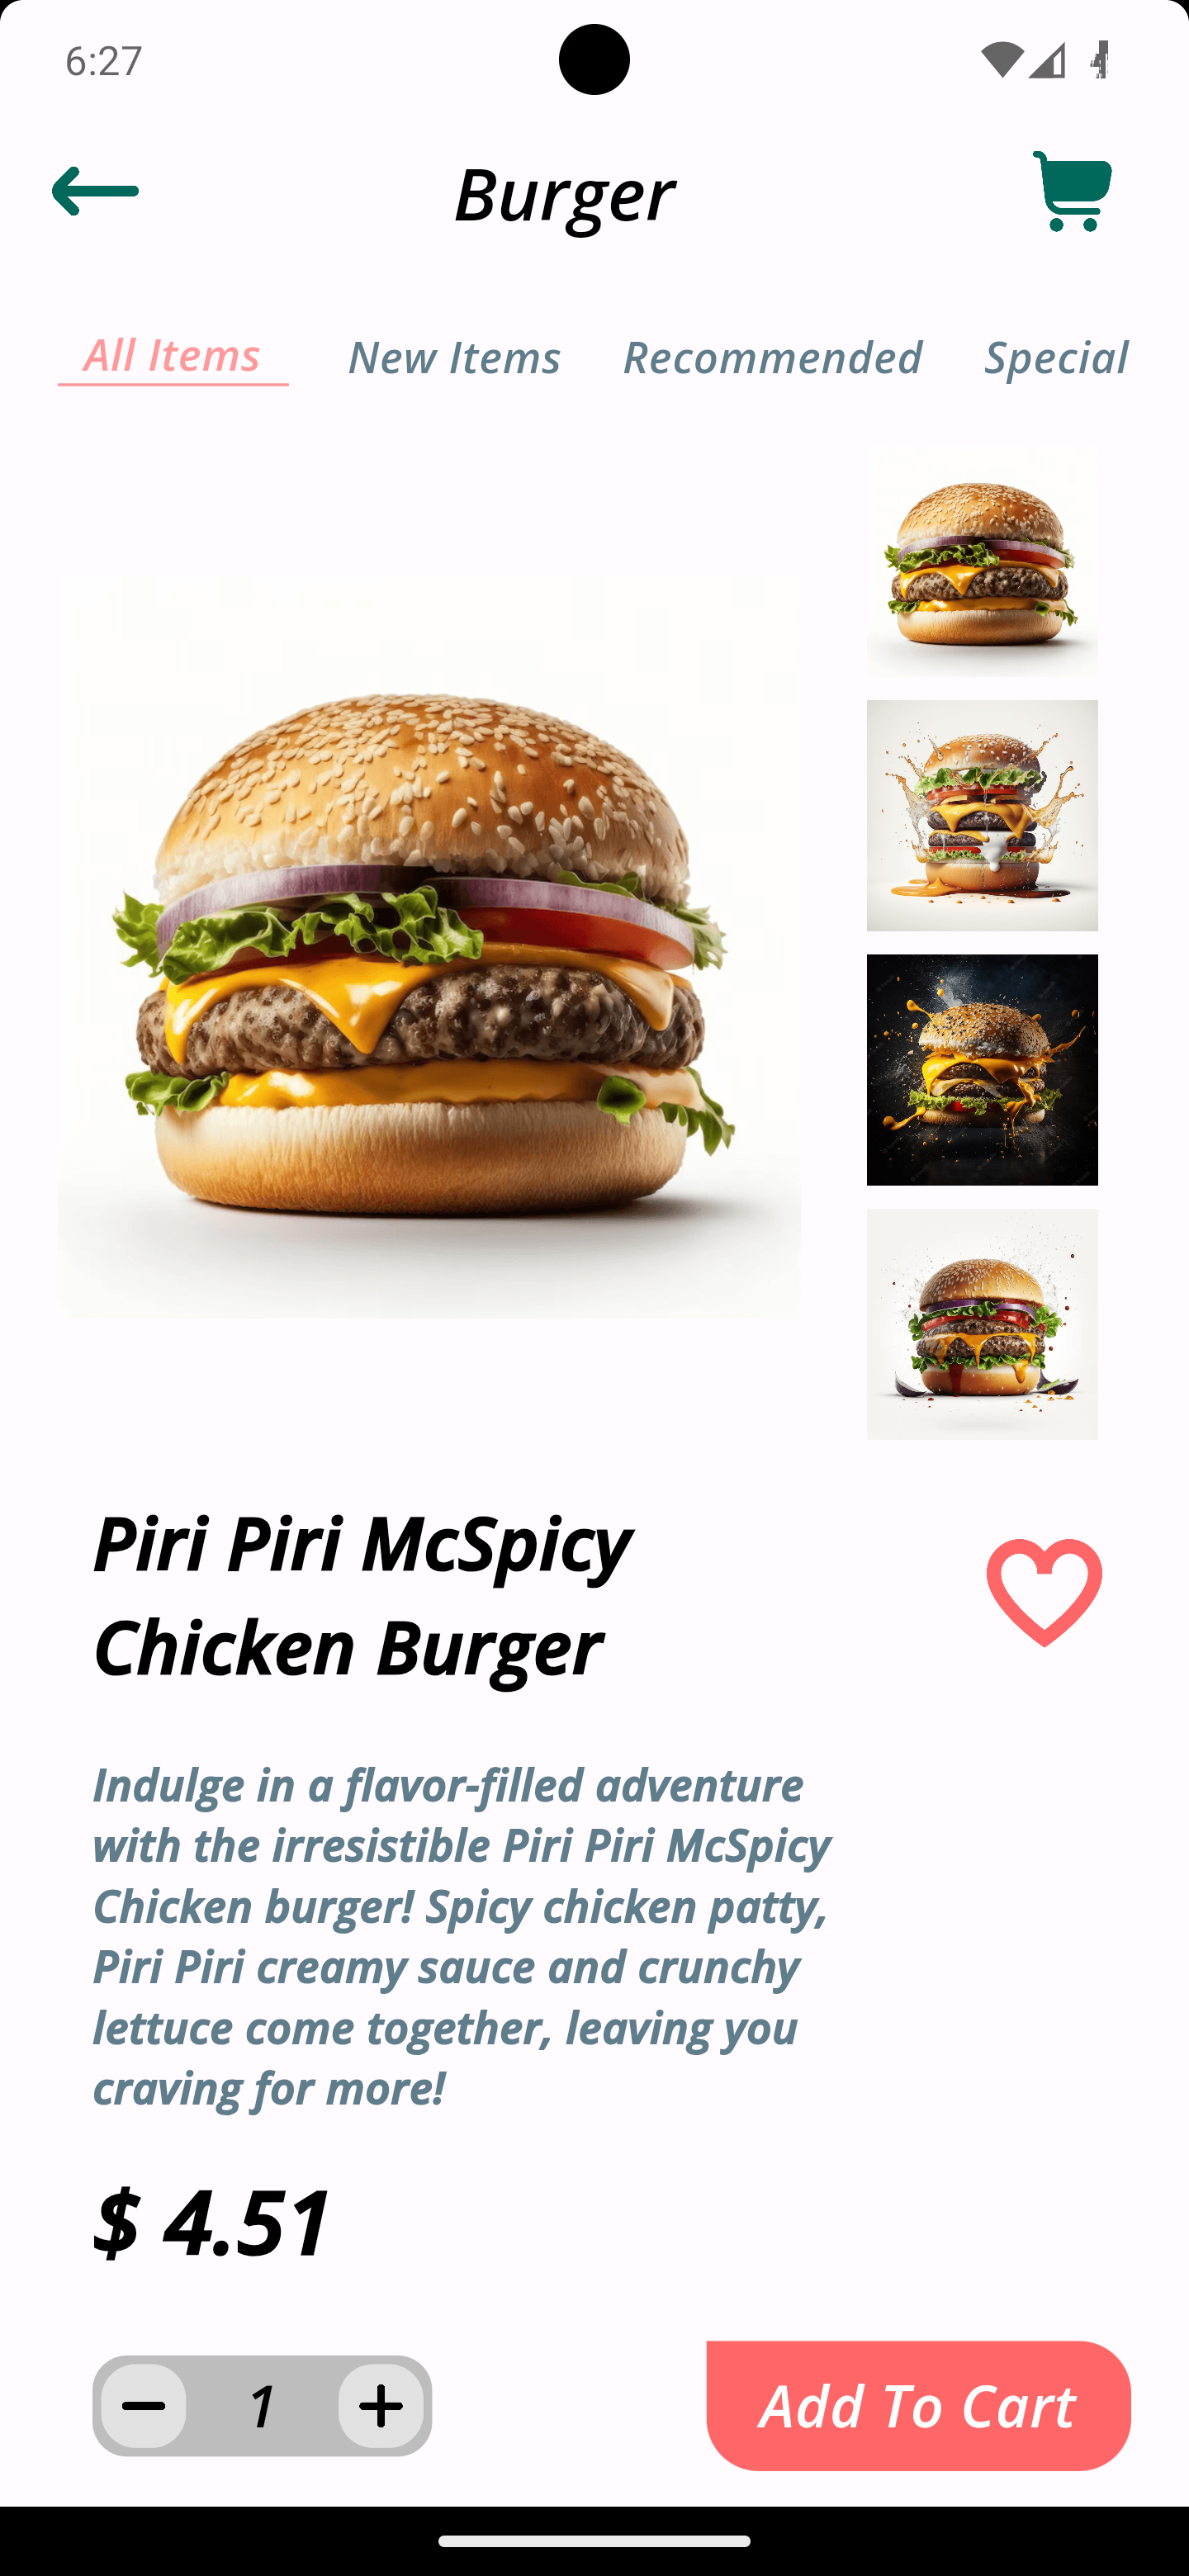 6:27
Burger
All Items
New Items
Recommended
Special
Piri Piri McSpicy
Chicken Burger
Indulge in a flavor-filled adventure
with the irresistible Piri Piri McSpicy
Chicken burger! Spicy chicken patty,
Piri Piri creamy sauce and crunchy
lettuce come together, leaving you
craving for more!
$ 4.51
1
Add To Cart